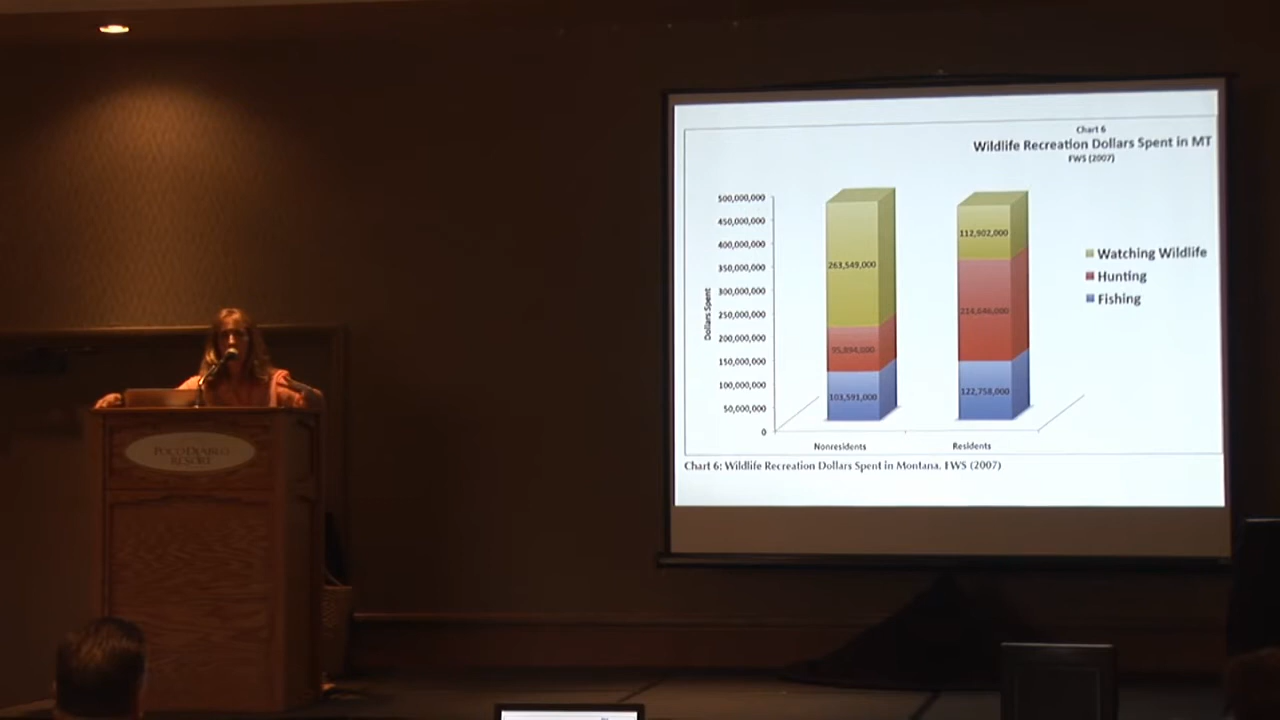 Chart 6
Wildlife Recreation Dollars Spent in MT
FWS (2007)
500,000,000
450,000,000
400,000,000
350,000,000
300,000,000
250,000,000
200,000,000
150,000,000
100,000,000
50,000,000
0
Dollars Spent
263,549,000
95,894,000
103,591,000
112,902,000
214,646,000
122,758,000
Nonresidents
Residents
Watching Wildlife
Hunting
Fishing
Chart 6: Wildlife Recreation Dollars Spent in Montana. FWS (2007)
POCO DIABLO
RESORT